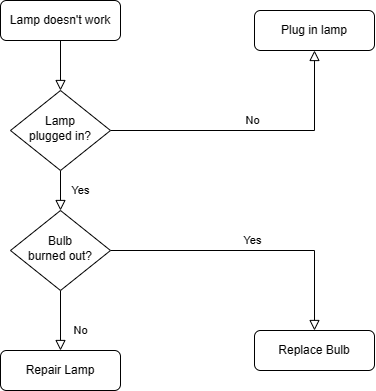 Lamp doesn't work
Plug in lamp
Lamp
plugged in?
No
Yes
Bulb
burned out?
Yes
No
Repair Lamp
Replace Bulb